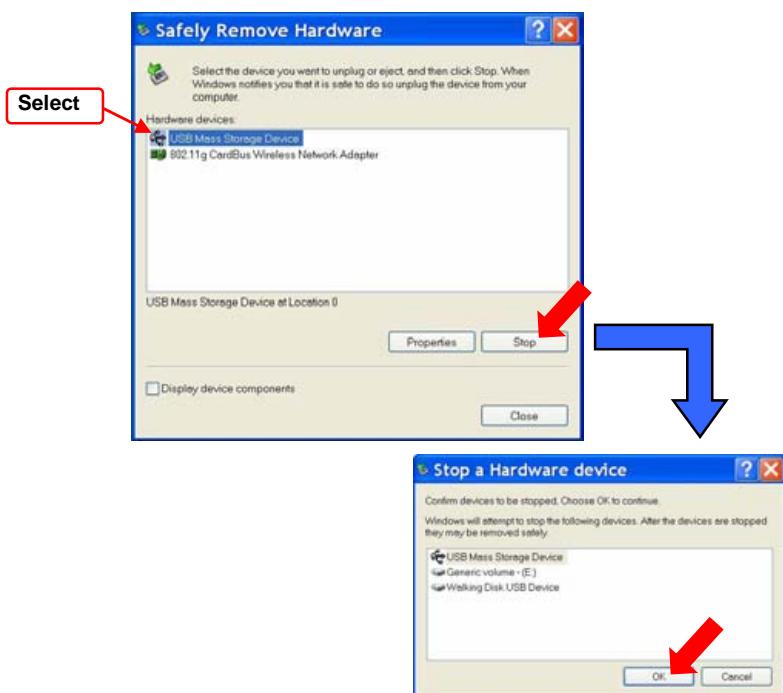 Safely Remove Hardware
Select the device you want to unplug or eject, and then click Stop. When
Windows notifies you that it is safe to do so unplug the device from your
computer.
Select
Hardware devices:
USB Mass Storage Device
802.11g CardBus Wireless Network Adapter
USB Mass Storage Device at Location 0
Properties
Stop
Display device components
Close
Stop a Hardware device
Confirm devices to be stopped, Choose OK to continue.
Windows will attempt to stop the following devices. After the devices are stopped
they may be removed safely.
USB Mass Storage Device
Generic volume - (E:)
Walking Disk USB Device
OK
Cancel